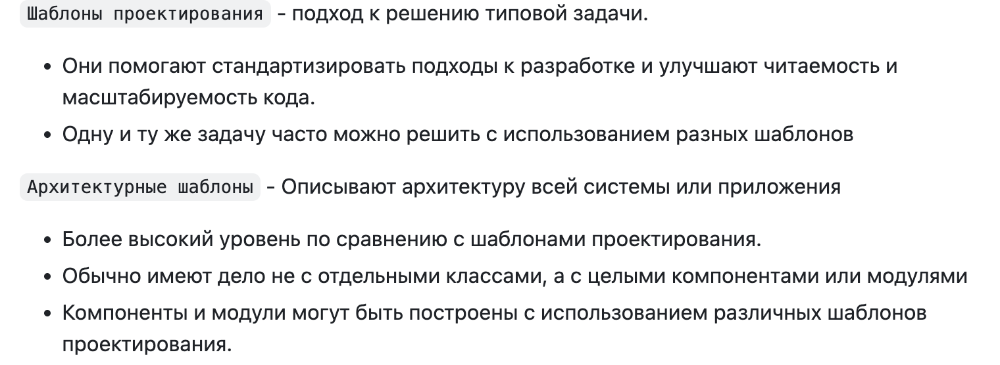 Шаблоны проектирования - подход к решению типовой задачи.
• Они помогают стандартизировать подходы к разработке и улучшают читаемость и
масштабируемость кода.
• Одну и ту же задачу часто можно решить с использованием разных шаблонов
Архитектурные шаблоны - Описывают архитектуру всей системы или приложения
• Более высокий уровень по сравнению с шаблонами проектирования.
• Обычно имеют дело не с отдельными классами, а с целыми компонентами или модулями
• Компоненты и модули могут быть построены с использованием различных шаблонов
проектирования.